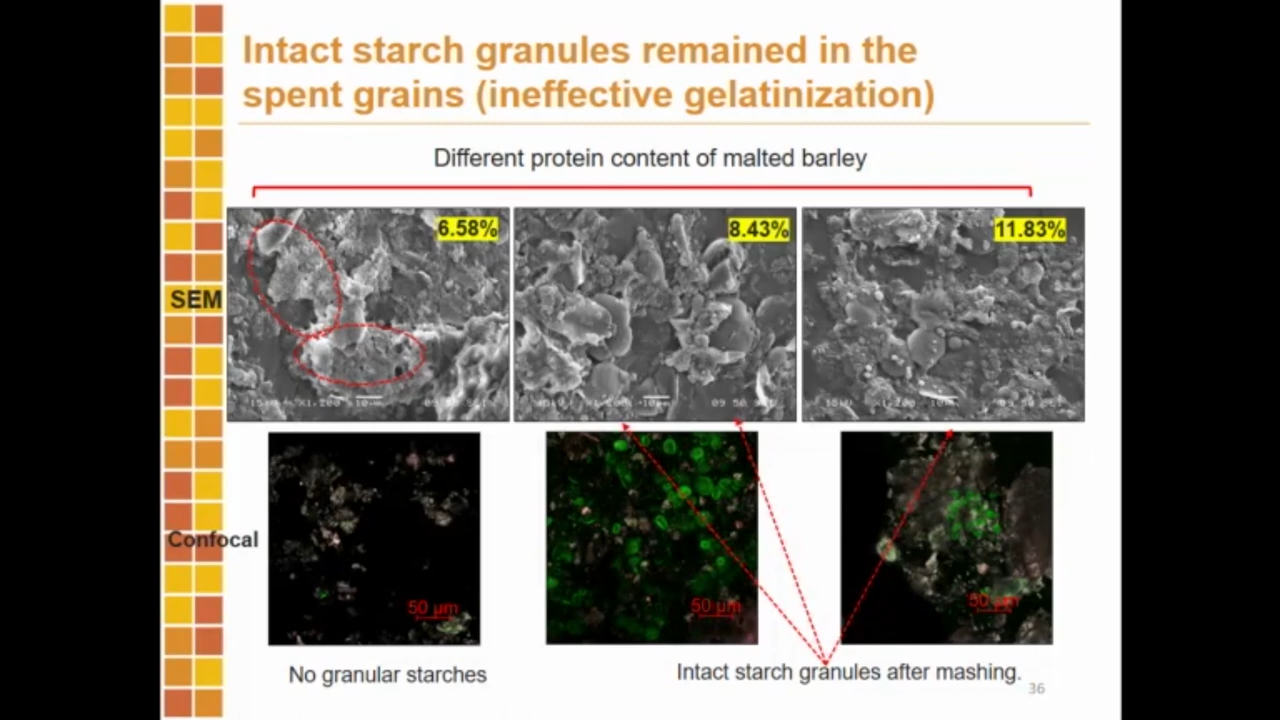 Intact starch granules remained in the
spent grains (ineffective gelatinization)
Different protein content of malted barley
6.58%
8.43%
11.83%
SEM
Confocal
50 µm
50 µm
50 µm
No granular starches
Intact starch granules after mashing.
36